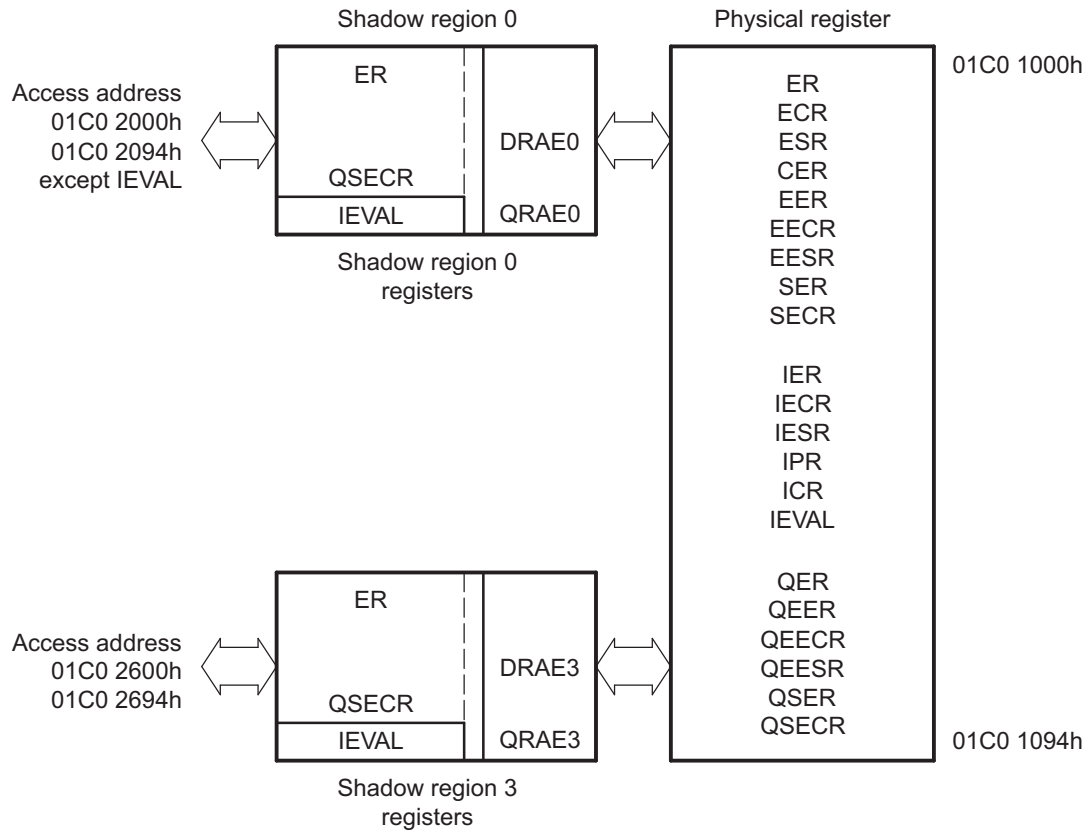 Shadow region 0
Access address
01C0 2000h
01C0 2094h
except IEVAL
ER
QSECR
IEVAL
DRAE0
QRAE0
Shadow region 0
registers
Access address
01C0 2600h
01C0 2694h
ER
QSECR
IEVAL
DRAE3
QRAE3
Shadow region 3
registers
Physical register
01C0 1000h
ER
ECR
ESR
CER
EER
EECR
EESR
SER
SECR
IER
IECR
IESR
IPR
ICR
IEVAL
QER
QEER
QEECR
QEESR
QSER
QSECR
01C0 1094h